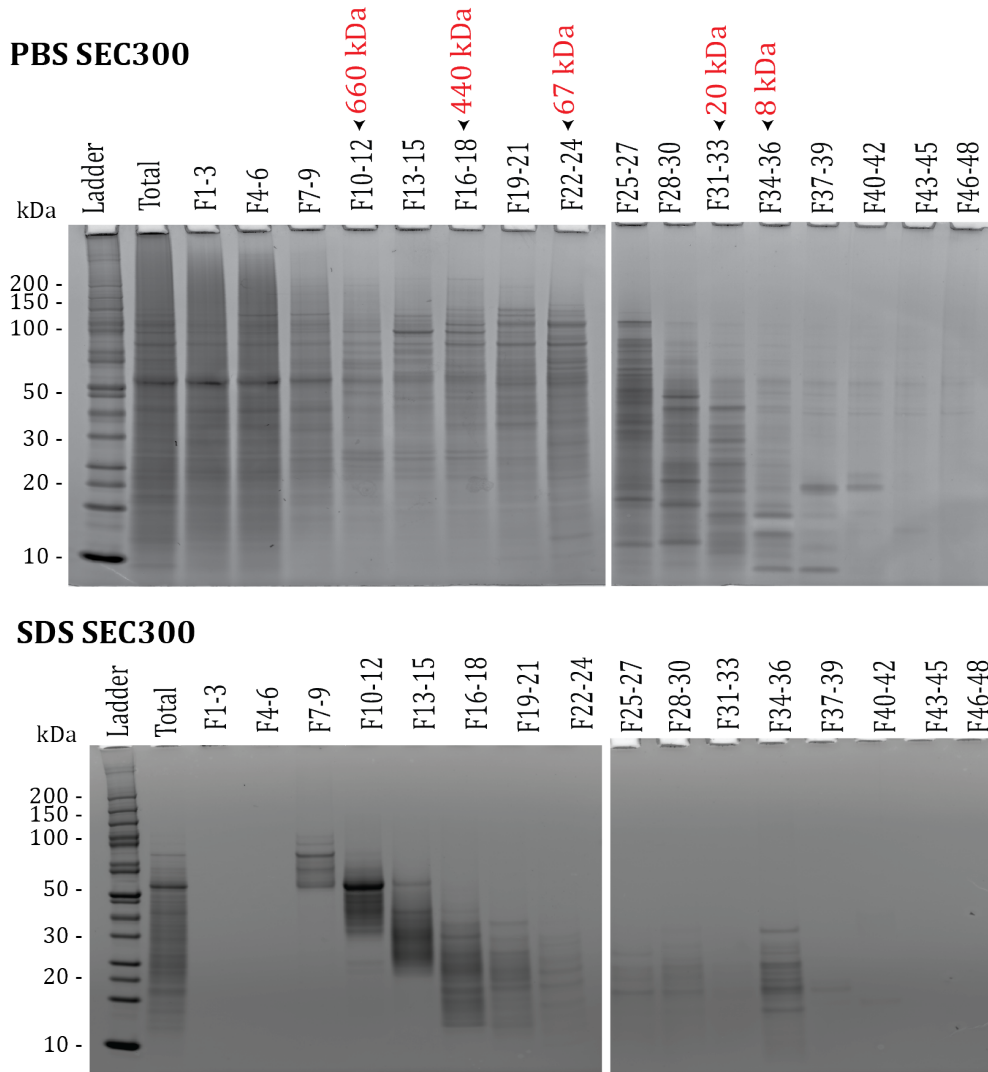 PBS SEC300
660 kDa
440 kDa
67 kDa
20 kDa
8 kDa
kDa
Ladder
Total
F1-3
F4-6
F7-9
F10-12
F13-15
F16-18
F19-21
F22-24
F25-27
F28-30
F31-33
F34-36
F37-39
F40-42
F43-45
F46-48
200 -
150 -
100 -
50 -
30 -
20 -
10 -
SDS SEC300
kDa
Ladder
Total
F1-3
F4-6
F7-9
F10-12
F13-15
F16-18
F19-21
F22-24
F25-27
F28-30
F31-33
F34-36
F37-39
F40-42
F43-45
F46-48
200 -
150 -
100 -
50 -
30 -
20 -
10 -